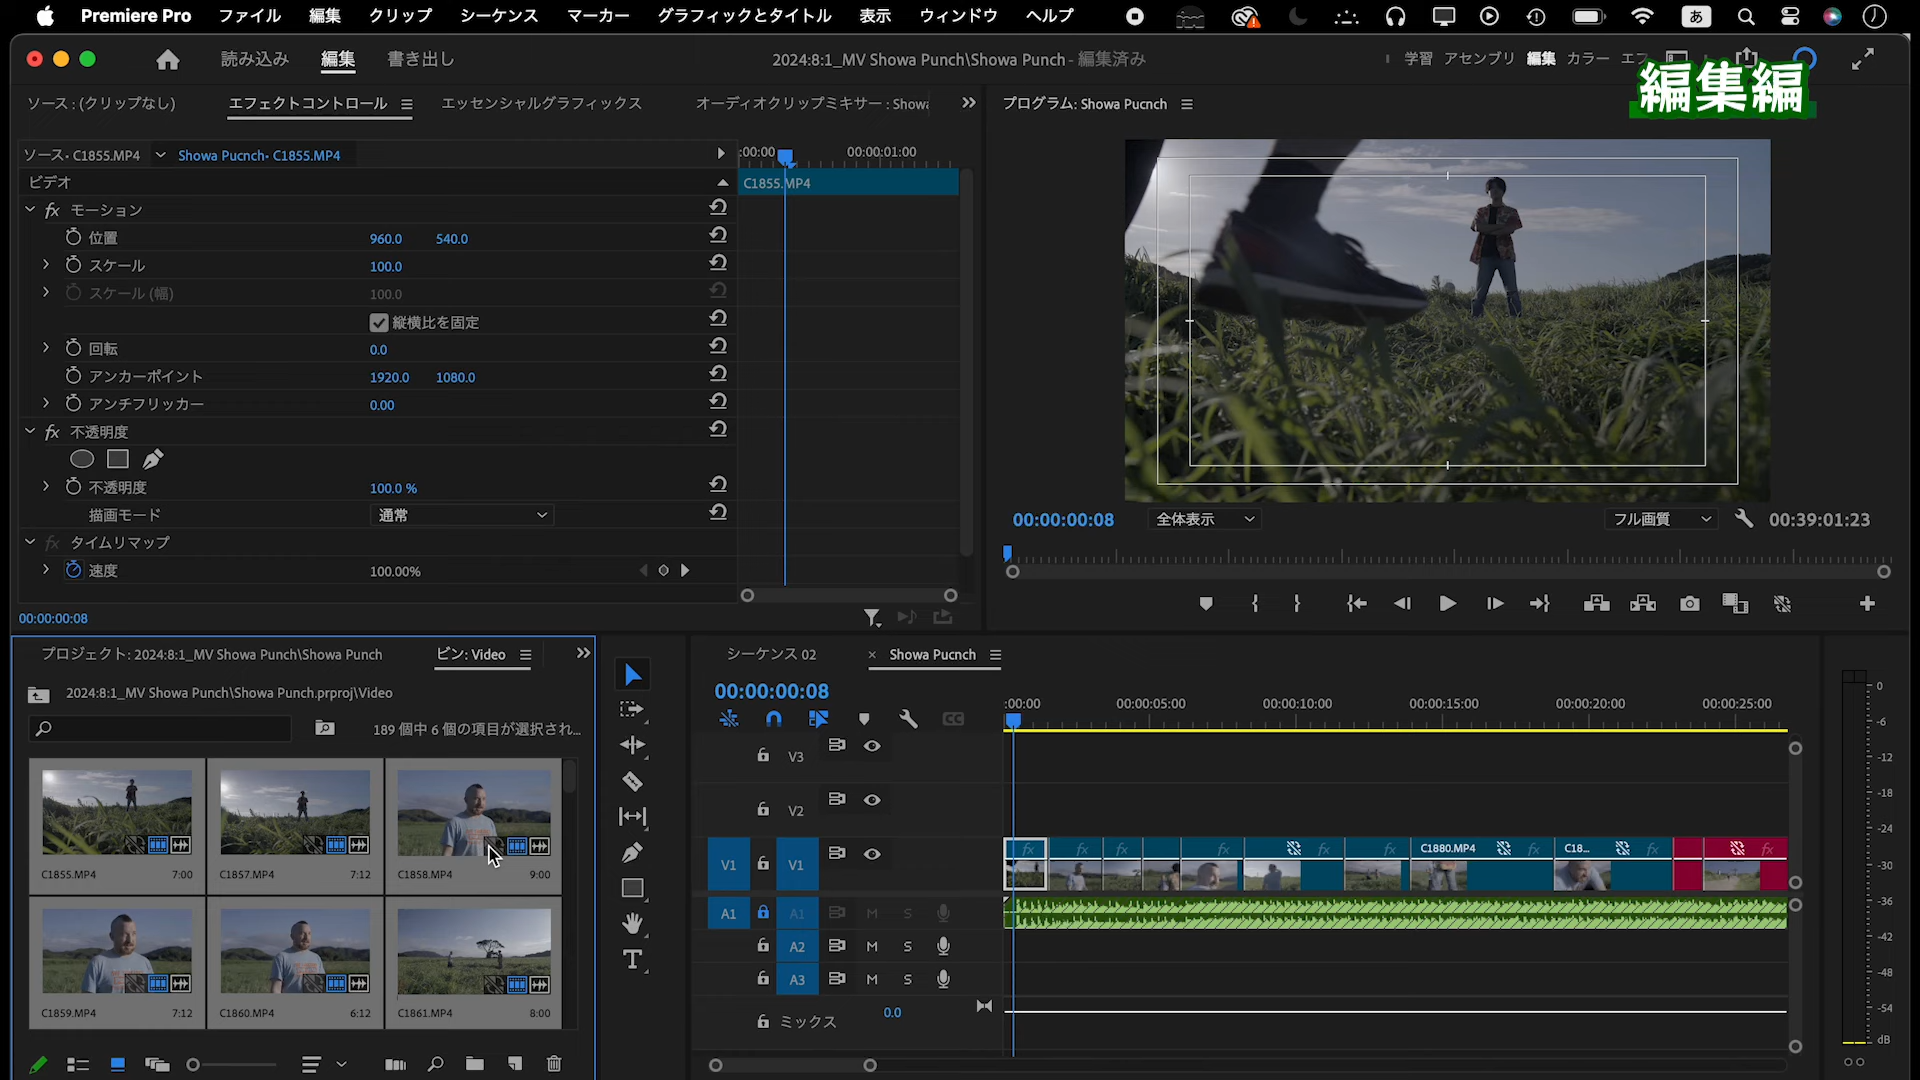 Premiere Pro ファイル 編集 クリップ シーケンス マーカー グラフィックとタイトル 表示 ウィンドウ ヘルプ あ
読み込み 編集 書き出し 2024:8:1_MV Showa Punch\Showa Punch - 編集済み 学習 アセンブリ 編集 カラー エフ
編集編
ソース : (クリップなし) エフェクトコントロール エッセンシャルグラフィックス オーディオクリップミキサー : Showa プログラム: Showa Pucnch
ソース・C1855.MP4 Showa Pucnch・C1855.MP4 :00:00 00:00:01:00
ビデオ C1855.MP4
fx モーション
位置 960.0 540.0
スケール 100.0
スケール (幅) 100.0
縦横比を固定
回転 0.0
アンカーポイント 1920.0 1080.0
アンチフリッカー 0.00
fx 不透明度
不透明度 100.0 %
描画モード 通常
fx タイムリマップ
速度 100.00%
00:00:00:08
00:00:00:08 全体表示 フル画質 00:39:01:23
プロジェクト: 2024:8:1_MV Showa Punch\Showa Punch ビン: Video
2024:8:1_MV Showa Punch\Showa Punch.prproj\Video
189 個中 6 個の項目が選択され...
C1855.MP4 7:00 C1857.MP4 7:12 C1858.MP4 9:00
C1859.MP4 7:12 C1860.MP4 6:12 C1861.MP4 8:00
T
シーケンス 02 × Showa Pucnch
00:00:00:08
CC
:00:00 00:00:05:00 00:00:10:00 00:00:15:00 00:00:20:00 00:00:25:00
V3
V2
V1 V1 fx fx fx fx fx fx fx C1880.MP4 fx C18... fx fx
A1 A1 M S
A2 M S
A3 M S
ミックス 0.0
0
-6
-12
-18
-24
-30
-36
-42
-48
-54
dB